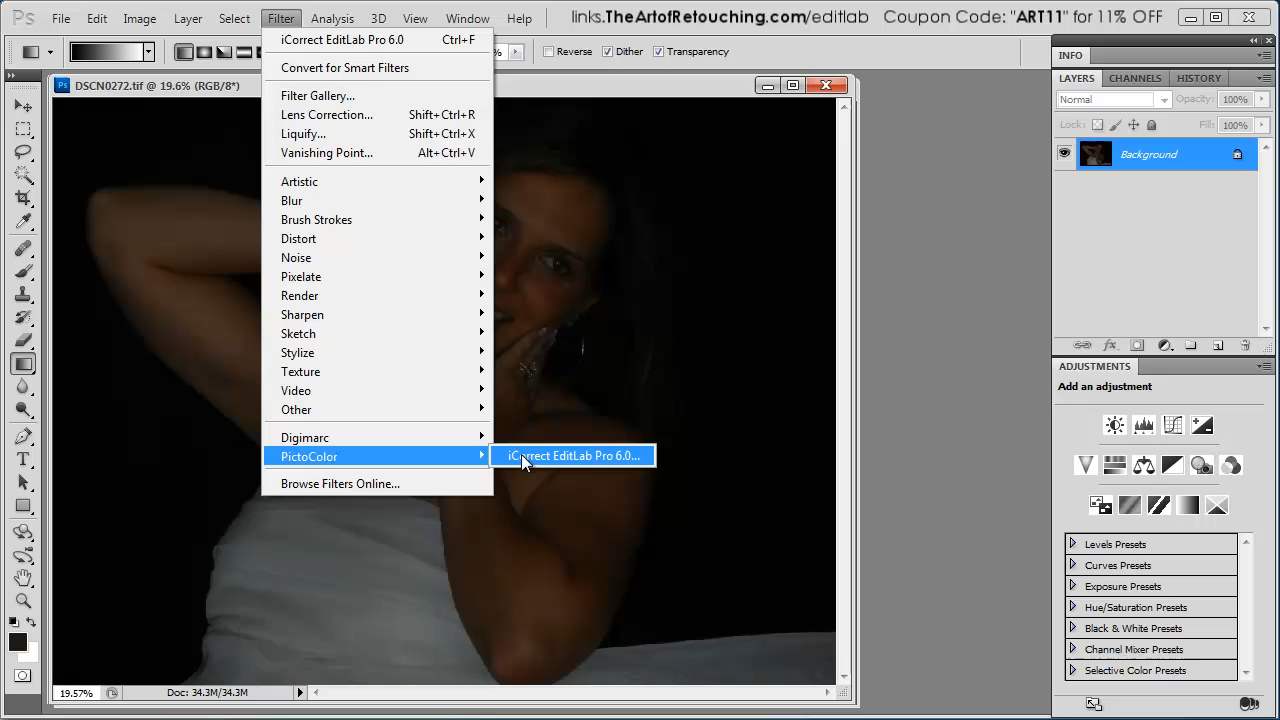 File Edit Image Layer Select Filter Analysis 3D View Window Help
links.TheArtofRetouching.com/editlab Coupon Code: "ART11" for 11% OFF
% Reverse Dither Transparency
DSCN0272.tif @ 19.6% (RGB/8*)
iCorrect EditLab Pro 6.0 Ctrl+F
Convert for Smart Filters
Filter Gallery...
Lens Correction... Shift+Ctrl+R
Liquify... Shift+Ctrl+X
Vanishing Point... Alt+Ctrl+V
Artistic
Blur
Brush Strokes
Distort
Noise
Pixelate
Render
Sharpen
Sketch
Stylize
Texture
Video
Other
Digimarc
PictoColor
iCorrect EditLab Pro 6.0...
Browse Filters Online...
19.57% Doc: 34.3M/34.3M
INFO
LAYERS CHANNELS HISTORY
Normal Opacity: 100%
Lock: Fill: 100%
Background
fx
ADJUSTMENTS
Add an adjustment
Levels Presets
Curves Presets
Exposure Presets
Hue/Saturation Presets
Black & White Presets
Channel Mixer Presets
Selective Color Presets